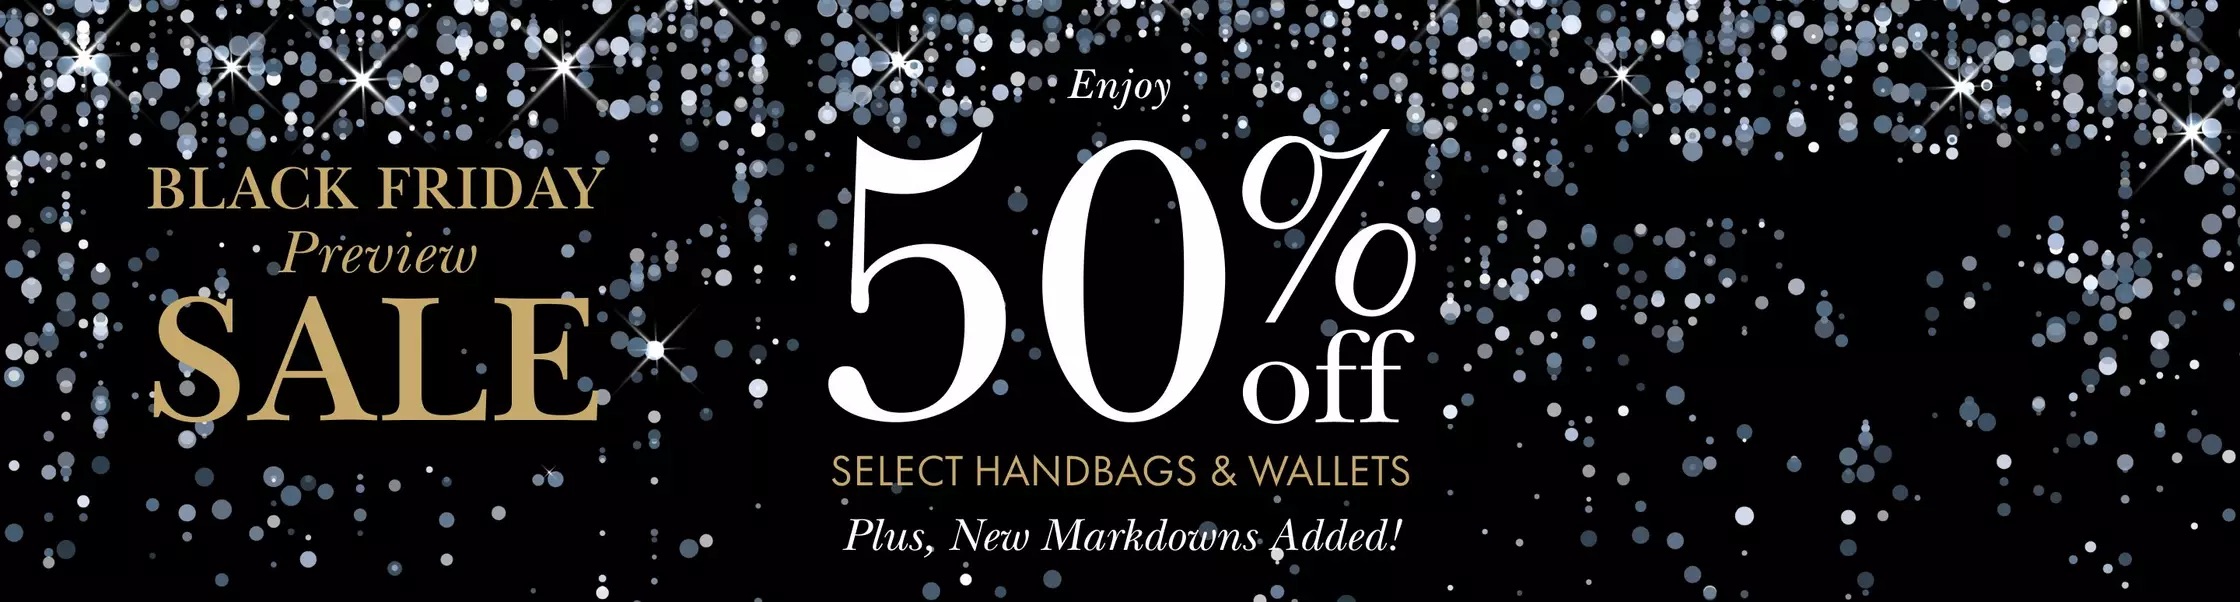 BLACK FRIDAY
Preview
SALE
Enjoy
50%
off
SELECT HANDBAGS & WALLETS
Plus, New Markdowns Added!